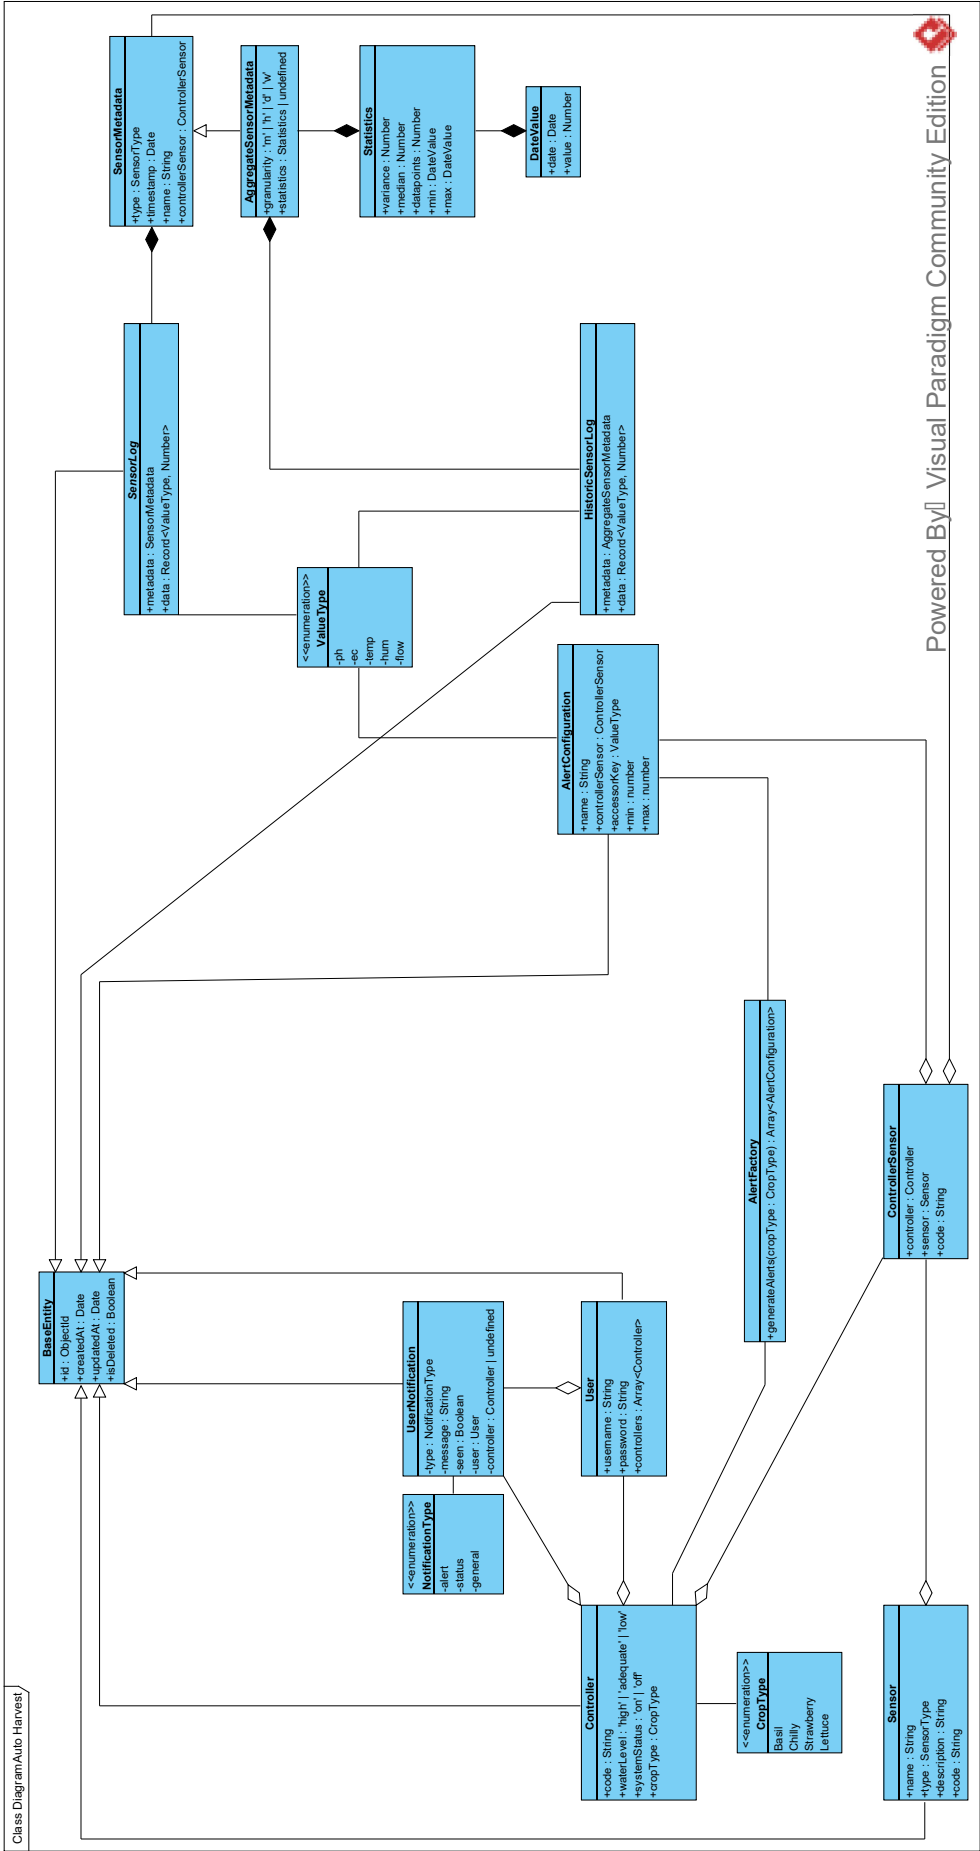 Class DiagramAuto Harvest
BaseEntity
+id : ObjectId
+createdAt : Date
+updatedAt : Date
+isDeleted : Boolean
SensorLog
+metadata : SensorMetadata
+data : Record<ValueType, Number>
SensorMetadata
+type : SensorType
+timestamp : Date
+name : String
+controllerSensor : ControllerSensor
AggregateSensorMetadata
+granularity : 'm' | 'h' | 'd' | 'w'
+statistics : Statistics | undefined
Statistics
+variance : Number
+median : Number
+datapoints : Number
+min : DateValue
+max : DateValue
DateValue
+date : Date
+value : Number
<<enumeration>>
ValueType
-ph
-ec
-temp
-hum
-flow
HistoricSensorLog
+metadata : AggregateSensorMetadata
+data : Record<ValueType, Number>
AlertConfiguration
+name : String
+controllerSensor : ControllerSensor
+accessorKey : ValueType
+min : number
+max : number
UserNotification
-type : NotificationType
-message : String
-seen : Boolean
-user : User
-controller : Controller | undefined
<<enumeration>>
NotificationType
-alert
-status
-general
User
+username : String
+password : String
+controllers : Array<Controller>
Controller
+code : String
+waterLevel : 'high' | 'adequate' | 'low'
+systemStatus : 'on' | 'off'
+cropType : CropType
<<enumeration>>
CropType
Basil
Chilly
Strawberry
Lettuce
AlertFactory
+generateAlerts(cropType : CropType) : Array<AlertConfiguration>
ControllerSensor
+controller : Controller
+sensor : Sensor
+code : String
Sensor
+name : String
+type : SensorType
+description : String
+code : String
Powered By Visual Paradigm Community Edition